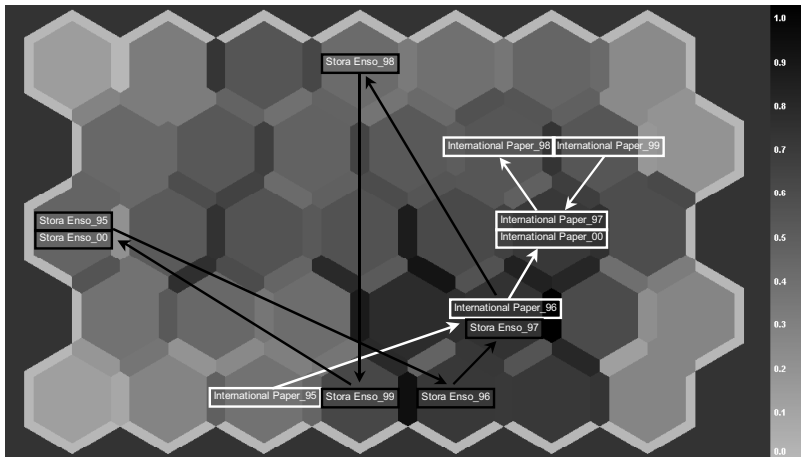 1.0
Stora Enso_98
0.9
0.8
International Paper_98
International Paper_99
0.7
0.6
Stora Enso_95
International Paper_97
Stora Enso_00
International Paper_00
0.5
0.4
International Paper_96
0.3
Stora Enso_97
0.2
International Paper_95
Stora Enso_99
Stora Enso_96
0.1
0.0